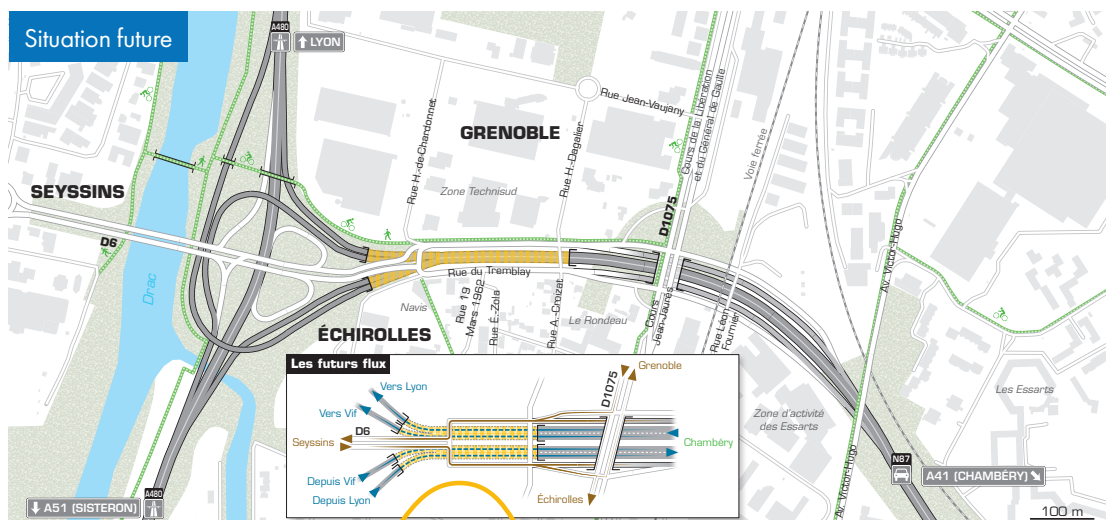 Situation future
A480
↑ LYON
GRENOBLE
SEYSSINS
D6
Drac
Rue H.-de-Chardonnet
Zone Technisud
Rue Jean-Vaujany
Rue H.-Dagalier
Cours de la Libération
et du Général de Gaulle
D1075
Voie ferrée
Av. Victor-Hugo
Rue du Tremblay
Navis
Rue 19
Mars 1962
Rue É.-Zola
Rue A.-Croizat
Le Rondeau
Cours
Jean-Jaurès
Rue Léon
Fournier
ÉCHIROLLES
Zone d'activité
des Essarts
Les Essarts
Av. Victor-Hugo
N87
A41 (CHAMBÉRY) ↘
A480
↓ A51 (SISTERON)
100 m
Les futurs flux
Vers Lyon
Vers Vif
D6
Seyssins
Depuis Vif
Depuis Lyon
D1075
Grenoble
Chambéry
Échirolles